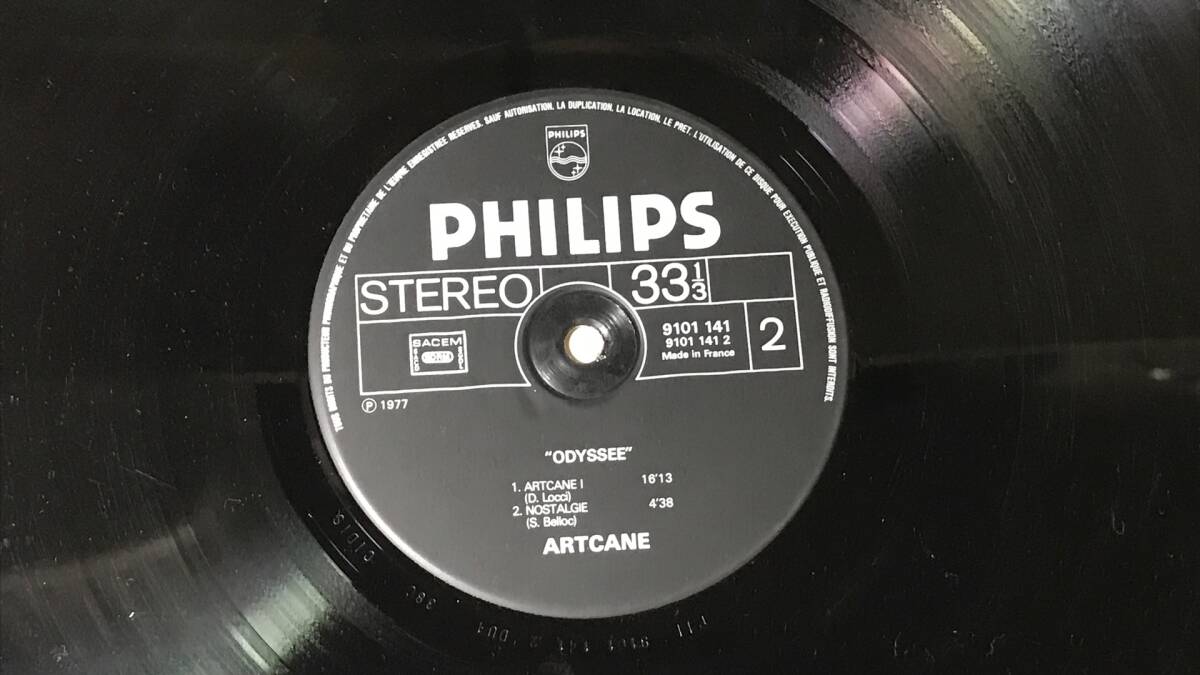 TOUS DROITS DU PRODUCTEUR PHONOGRAPHIQUE ET DU PROPRIETAIRE DE L'ŒUVRE ENREGISTREE RESERVES. SAUF AUTORISATION, LA DUPLICATION, LA LOCATION, LE PRET, L'UTILISATION DE CE DISQUE POUR EXECUTION PUBLIQUE ET RADIODIFFUSION SONT INTERDITS.
PHILIPS
PHILIPS
STEREO
33 1/3
SACEM
9101 141
9101 141 2
Made in France
2
℗ 1977
"ODYSSEE"
1. ARTCANE I 16'13
(D. Locci)
2. NOSTALGIE 4'38
(S. Belloc)
ARTCANE